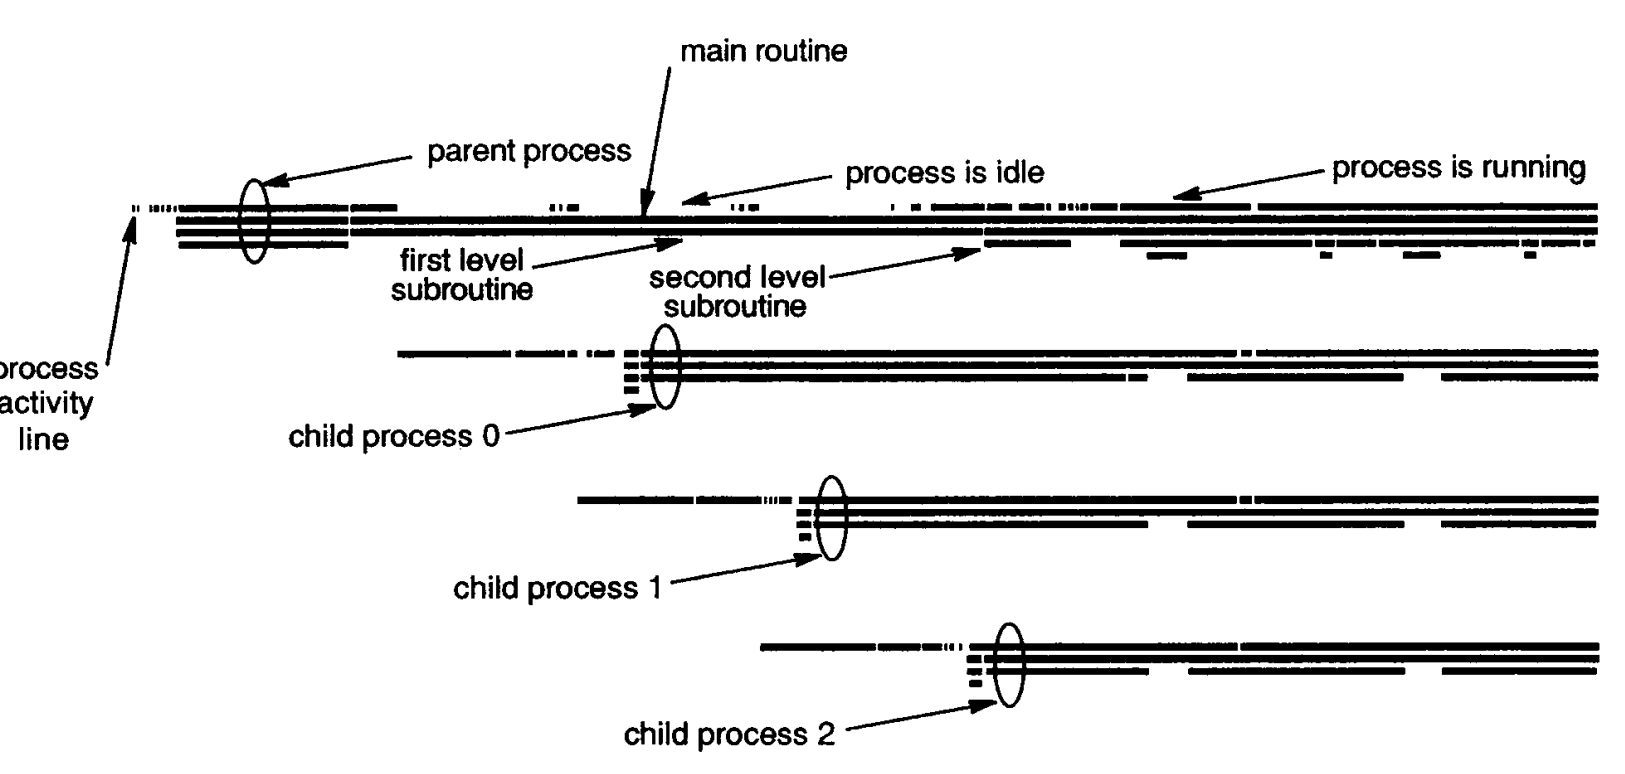 main routine
parent process
process is idle
process is running
first level
subroutine
second level
subroutine
process
activity
line
child process 0
child process 1
child process 2